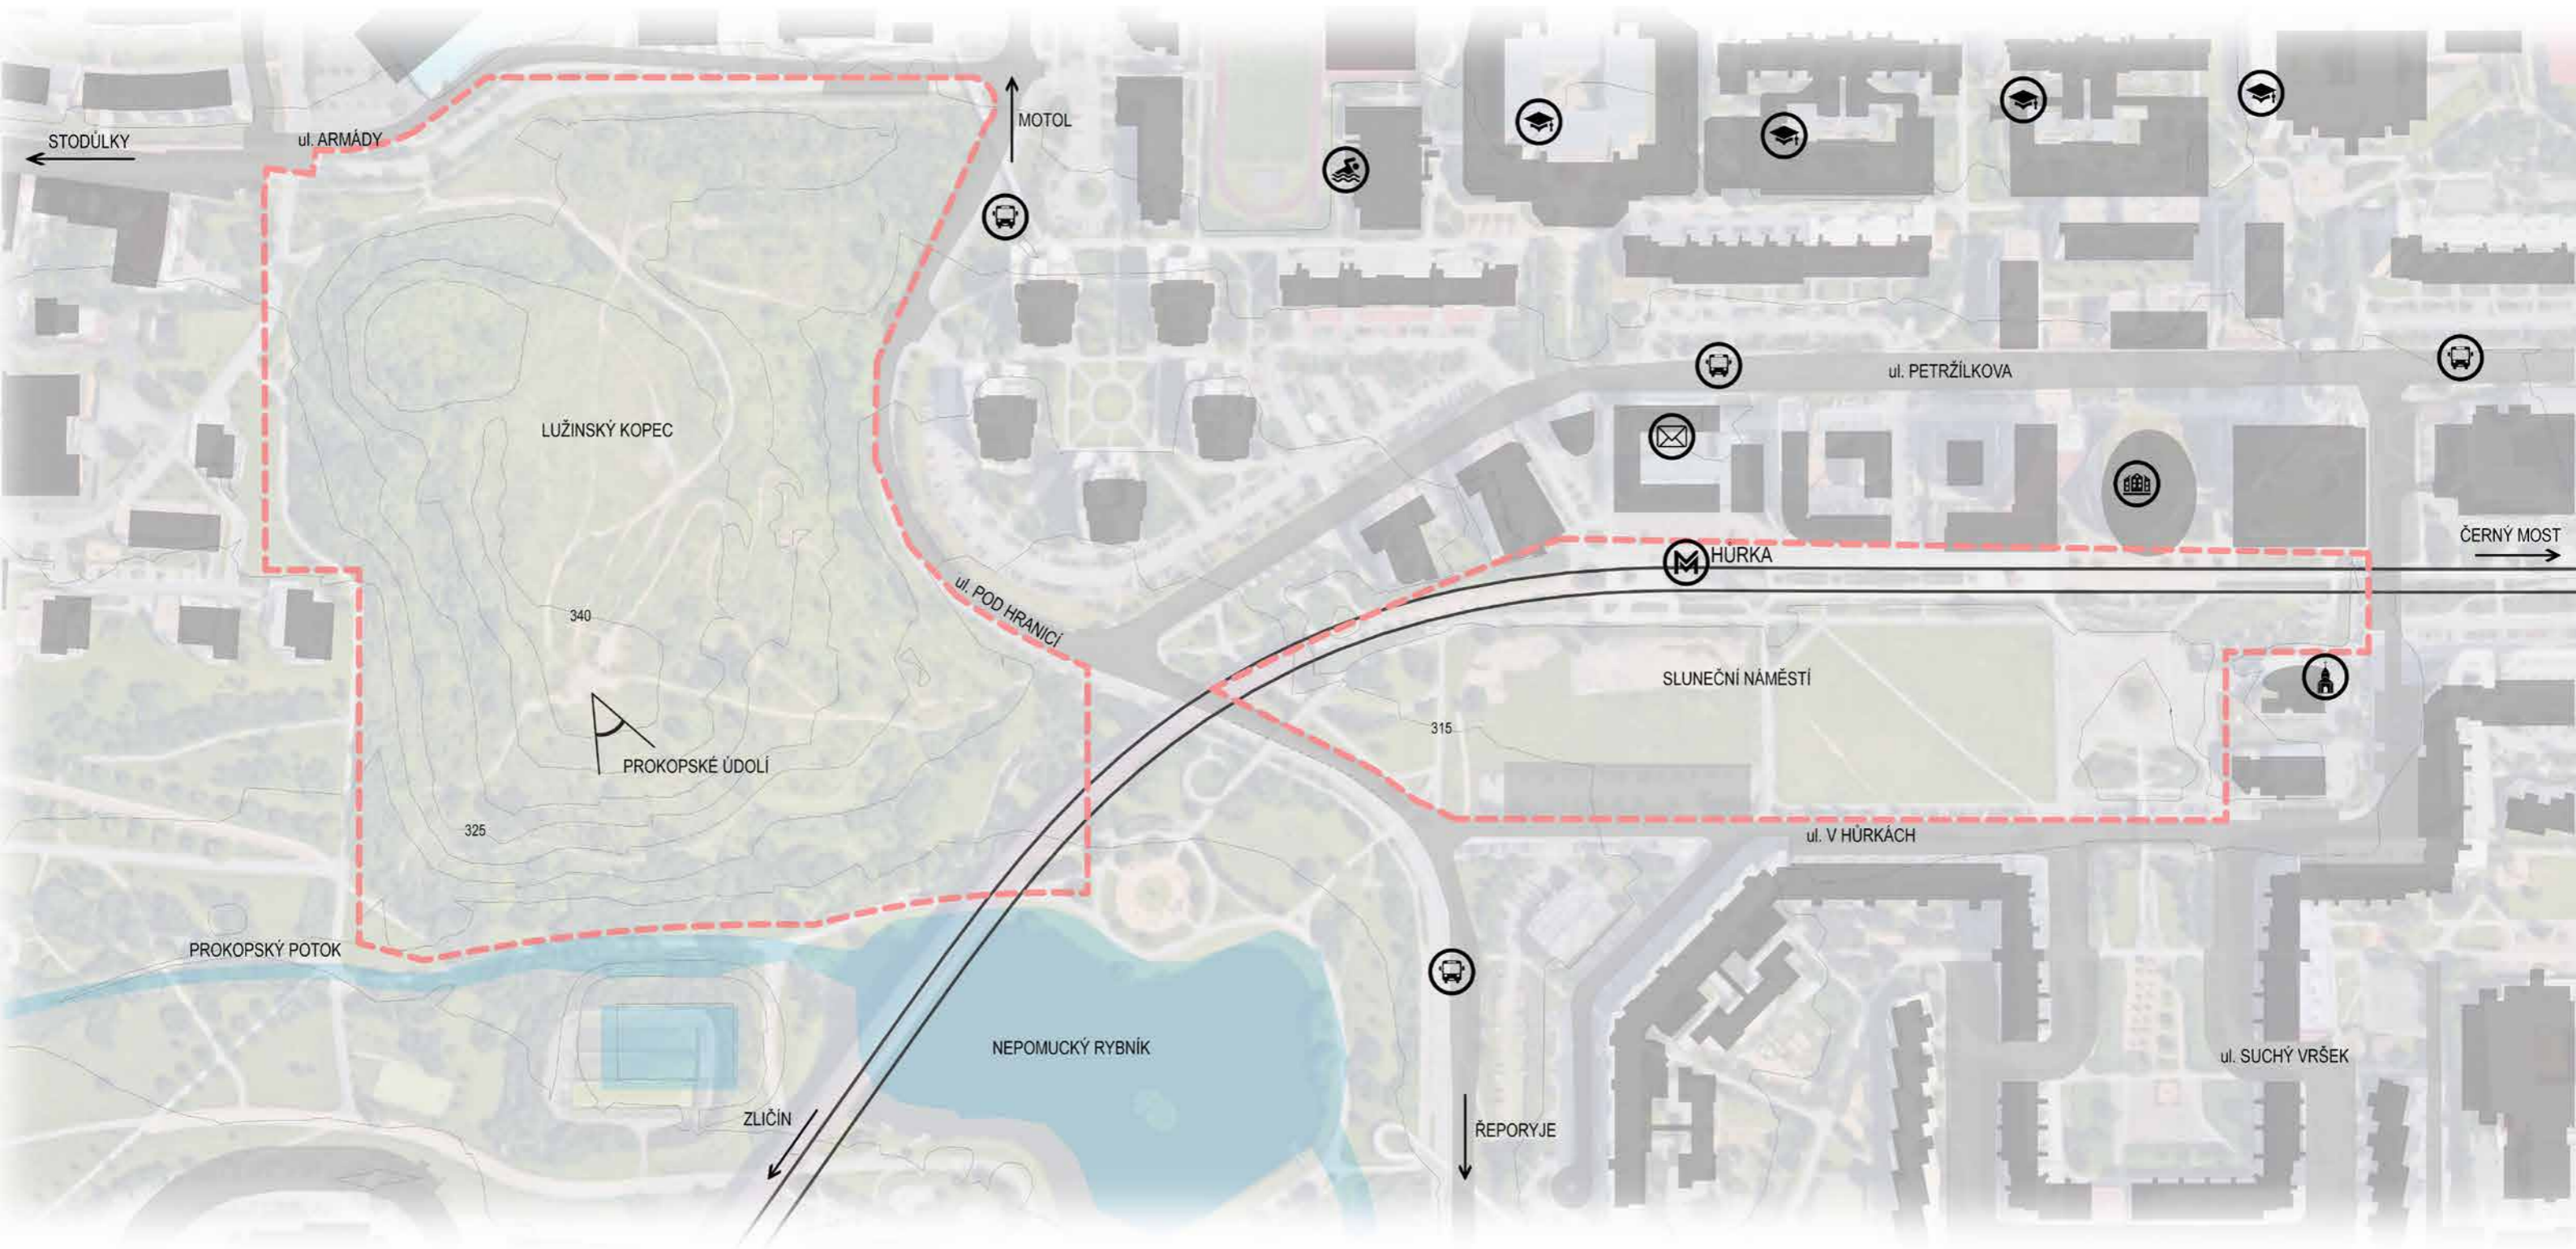 MOTOL
STODŮLKY
ul. ARMÁDY
ul. PETRŽÍLKOVA
LUŽINSKÝ KOPEC
ČERNÝ MOST
HŮRKA
ul. POD HRANICÍ
340
SLUNEČNÍ NÁMĚSTÍ
315
PROKOPSKÉ ÚDOLÍ
325
ul. V HŮRKÁCH
PROKOPSKÝ POTOK
NEPOMUCKÝ RYBNÍK
ul. SUCHÝ VRŠEK
ZLIČÍN
ŘEPORYJE